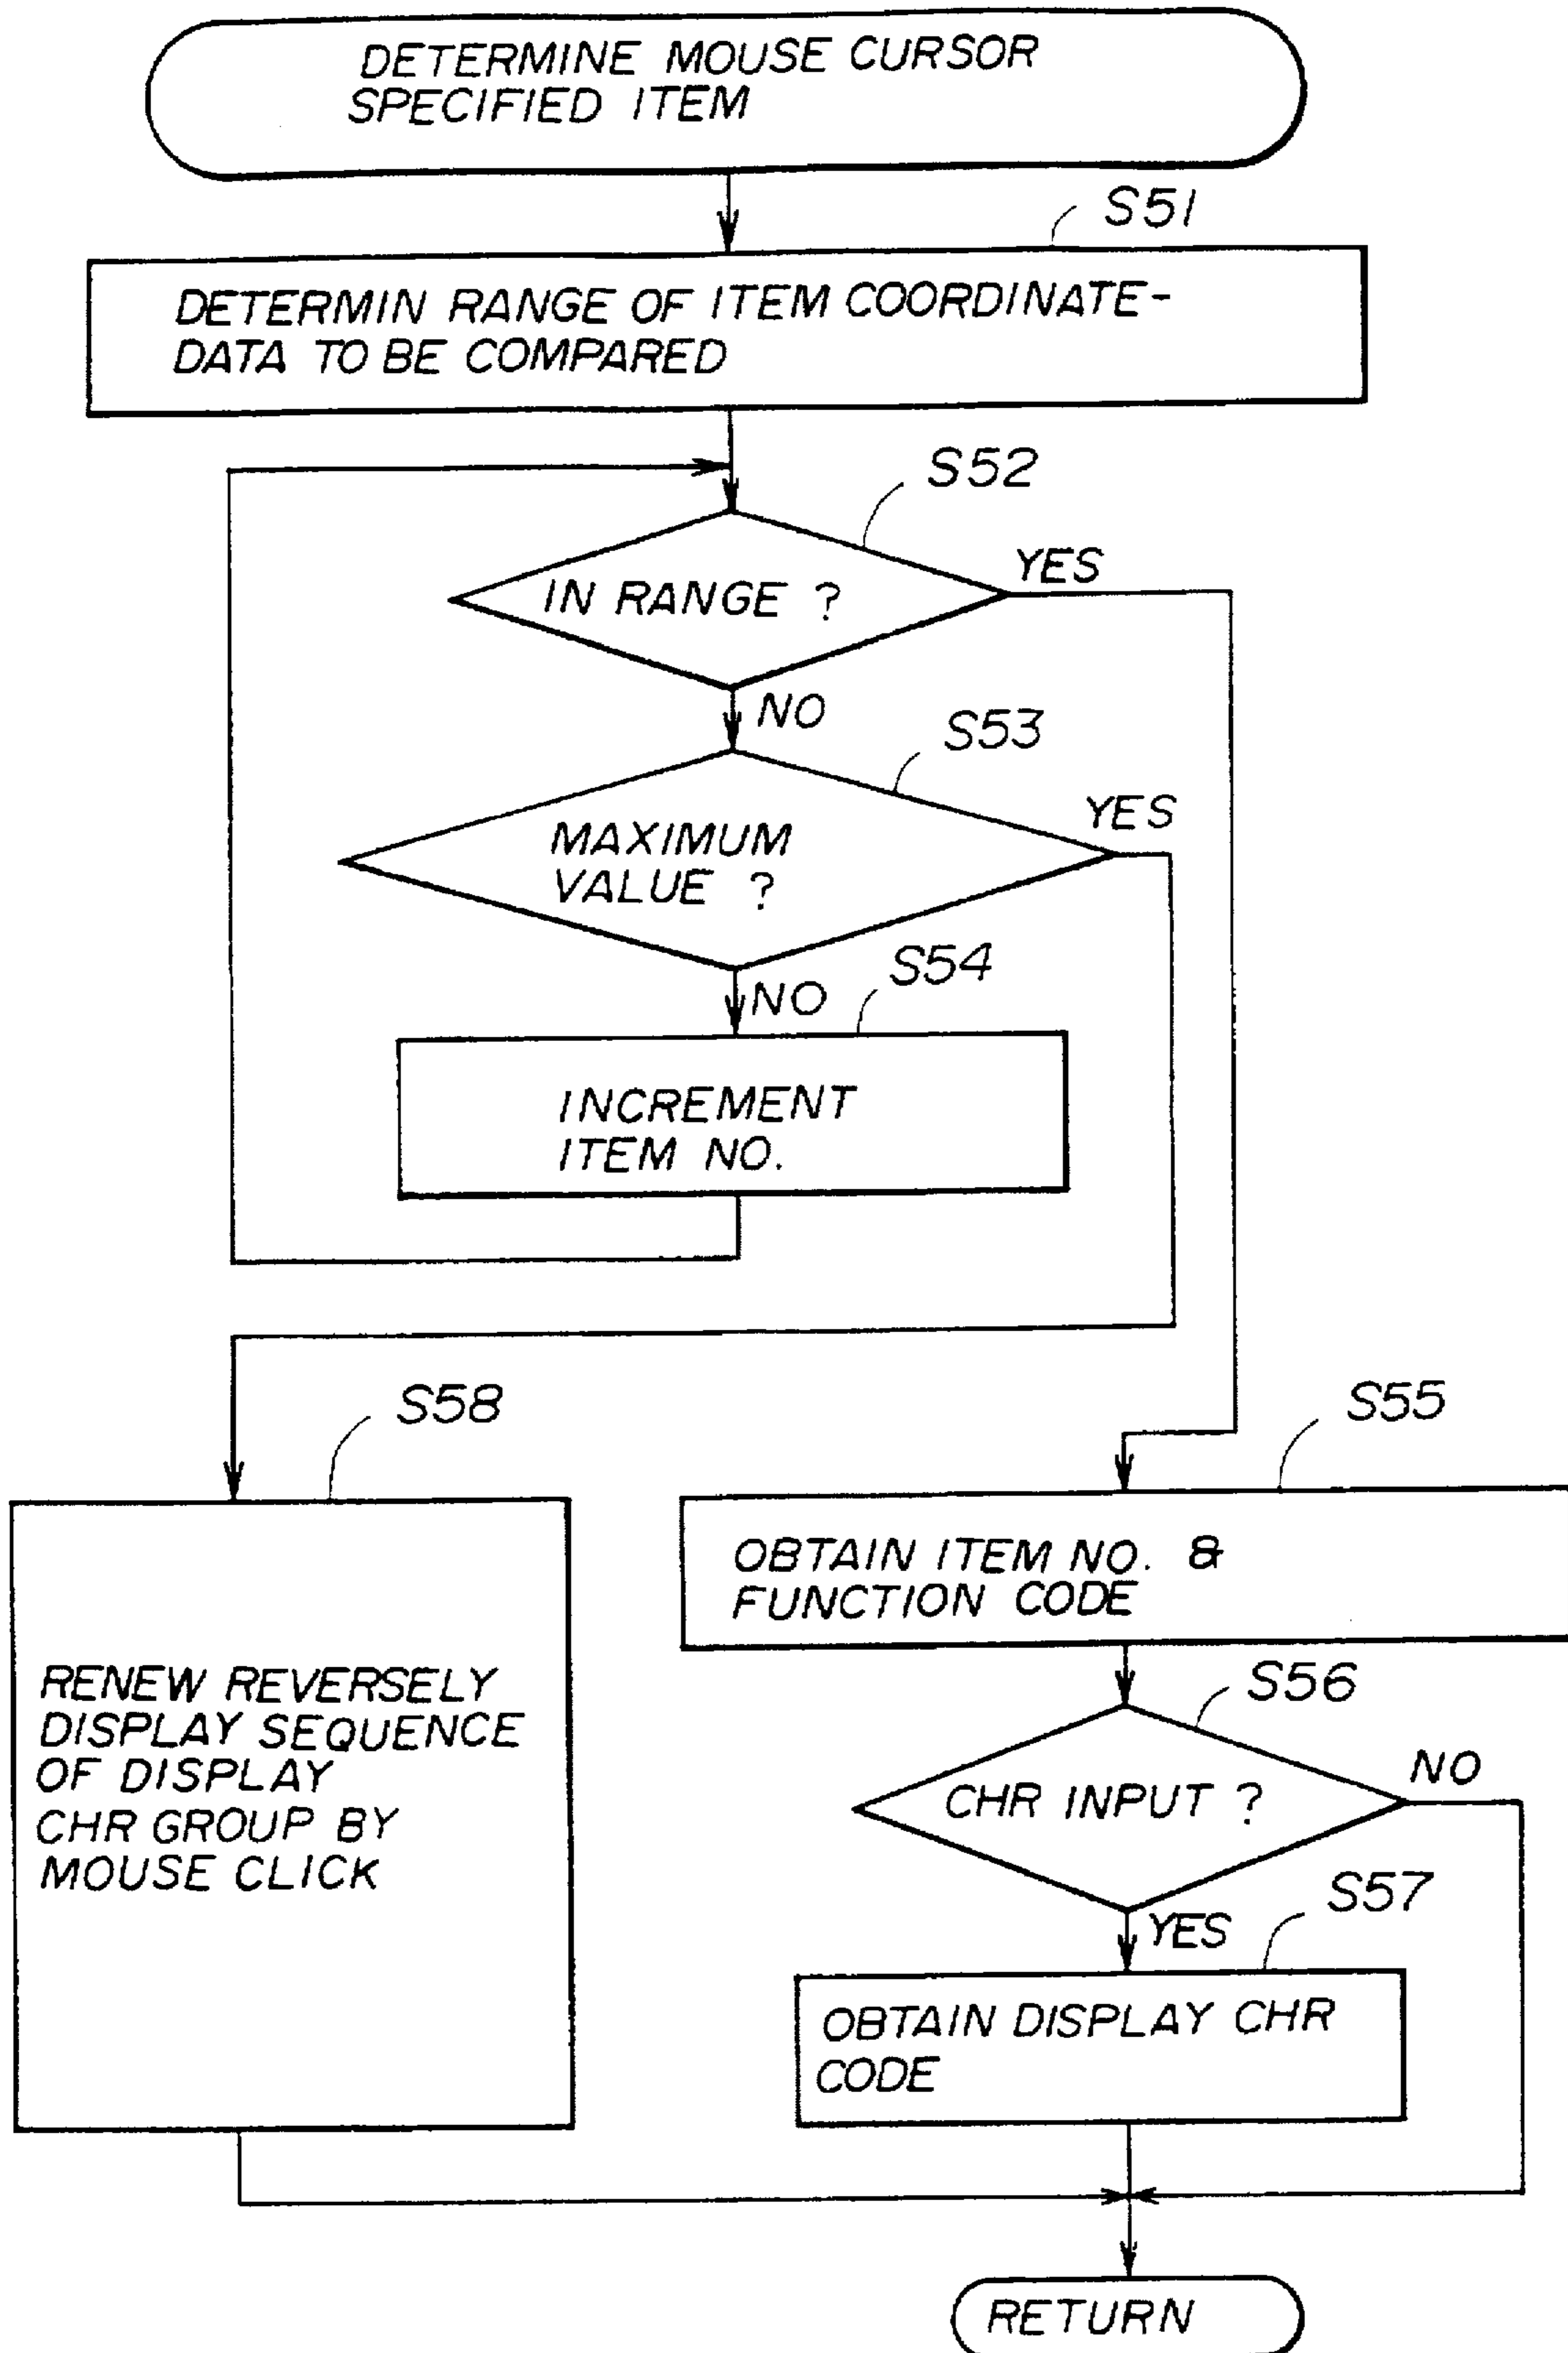 DETERMINE MOUSE CURSOR
SPECIFIED ITEM
S51
DETERMIN RANGE OF ITEM COORDINATE-
DATA TO BE COMPARED
S52
IN RANGE ?
YES
NO
S53
MAXIMUM
VALUE ?
YES
NO
S54
INCREMENT
ITEM NO.
S58
S55
RENEW REVERSELY
DISPLAY SEQUENCE
OF DISPLAY
CHR GROUP BY
MOUSE CLICK
OBTAIN ITEM NO. &
FUNCTION CODE
S56
CHR INPUT ?
NO
YES
S57
OBTAIN DISPLAY CHR
CODE
RETURN